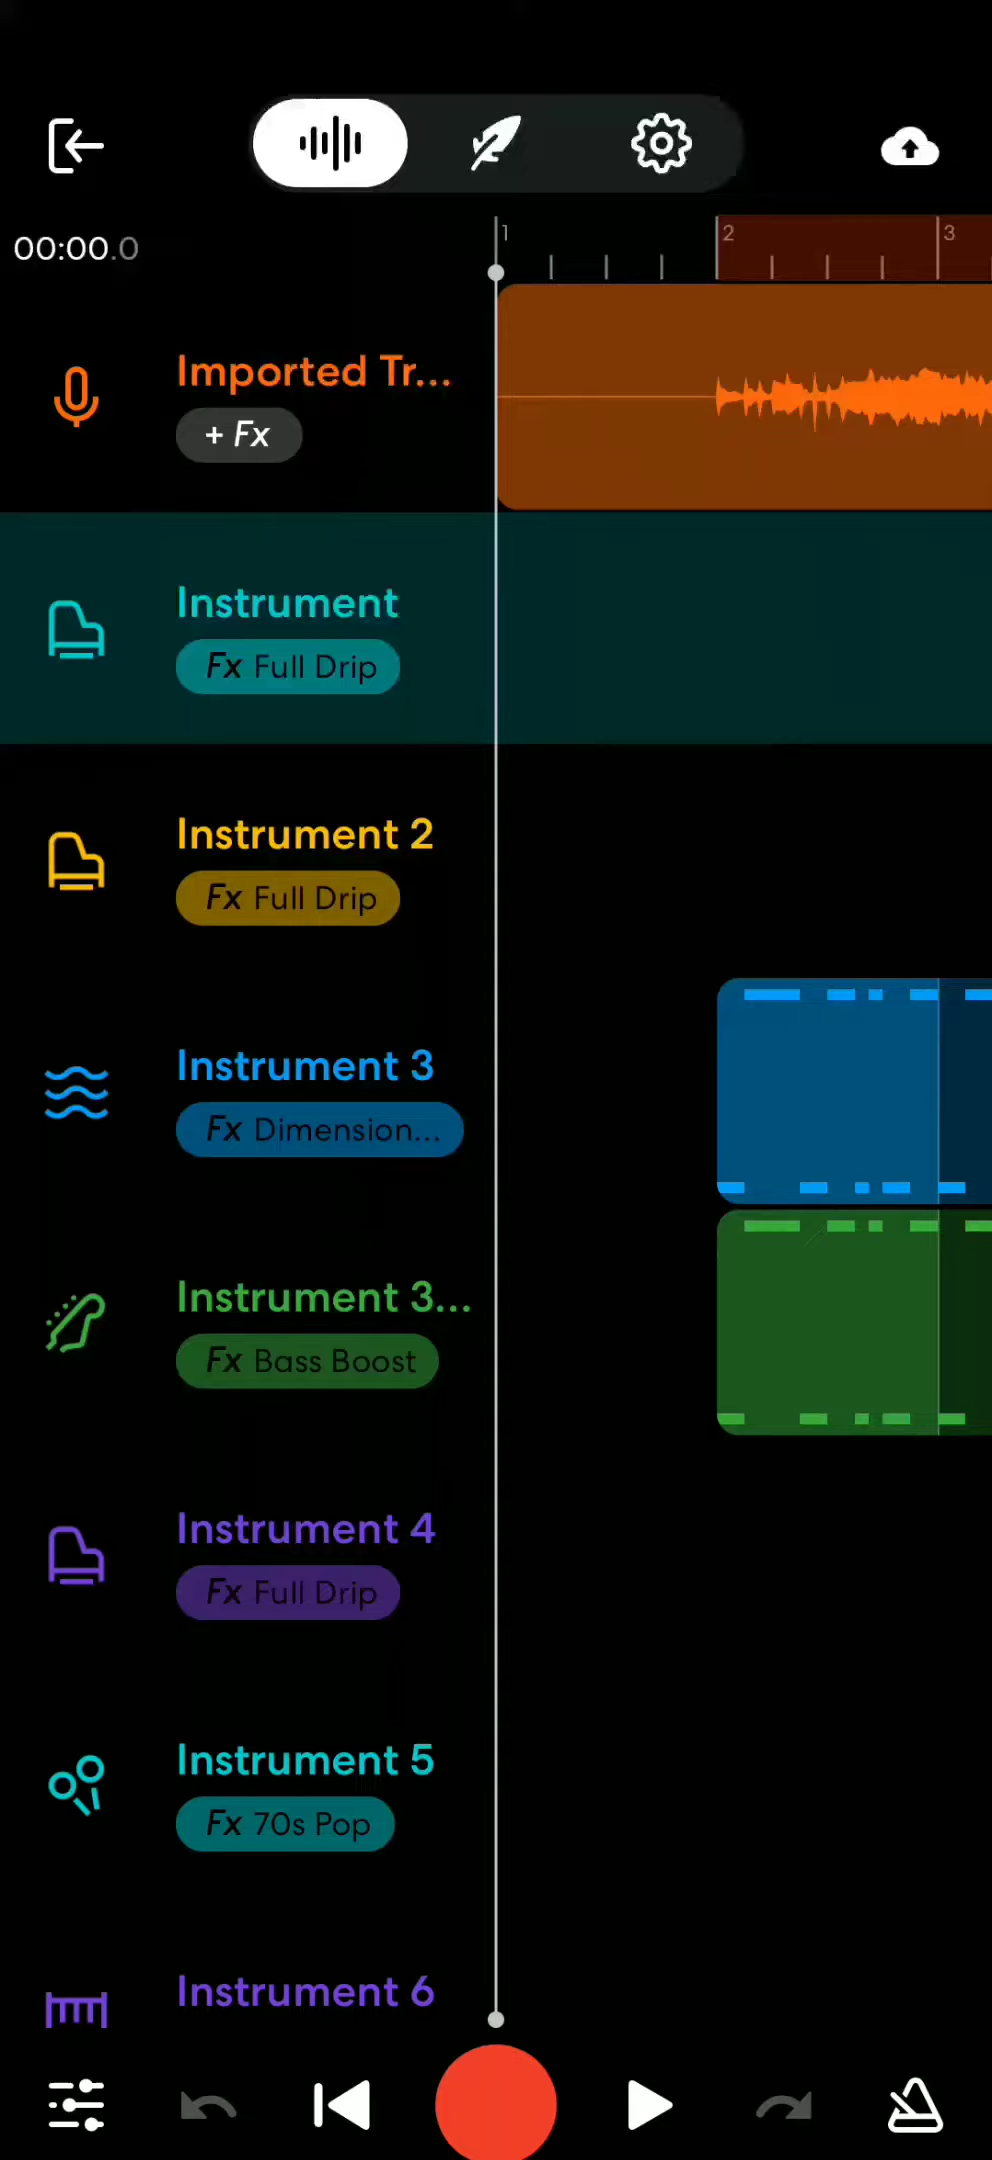 00:00.0
1
2
3
Imported Tr...
+ Fx
Instrument
Fx Full Drip
Instrument 2
Fx Full Drip
Instrument 3
Fx Dimension...
Instrument 3...
Fx Bass Boost
Instrument 4
Fx Full Drip
Instrument 5
Fx 70s Pop
Instrument 6